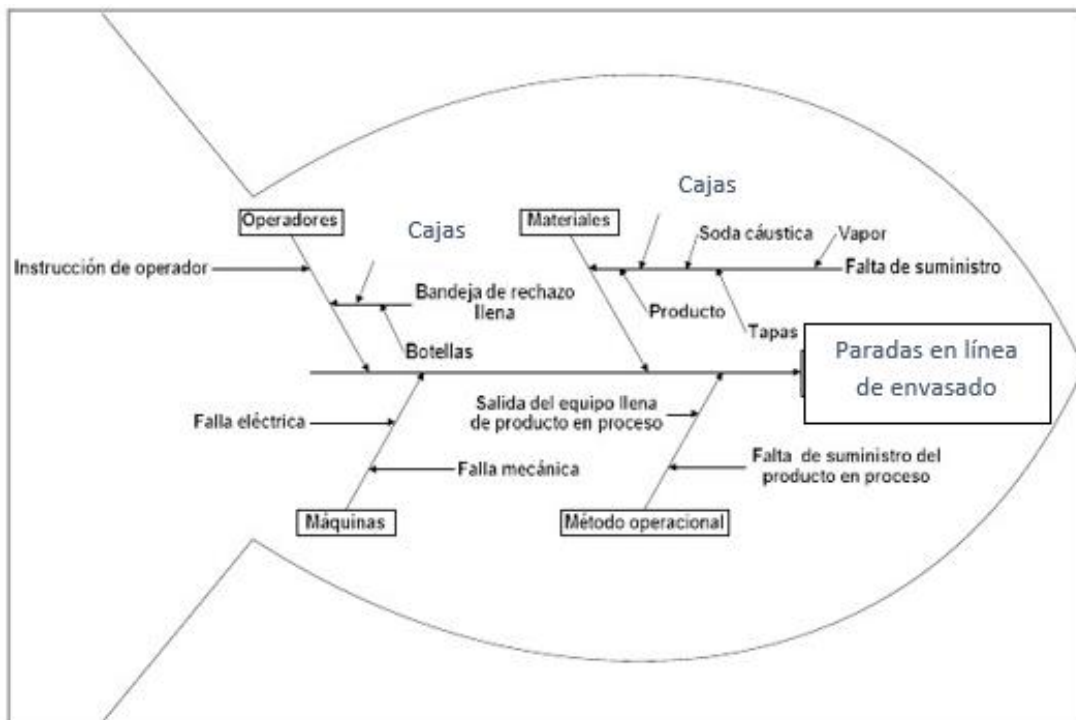 Cajas
Operadores
Cajas
Materiales
Soda cáustica
Vapor
Instrucción de operador
Falta de suministro
Bandeja de rechazo
llena
Producto
Tapas
Botellas
Paradas en línea
de envasado
Salida del equipo llena
de producto en proceso
Falla eléctrica
Falla mecánica
Falta de suministro del
producto en proceso
Máquinas
Método operacional